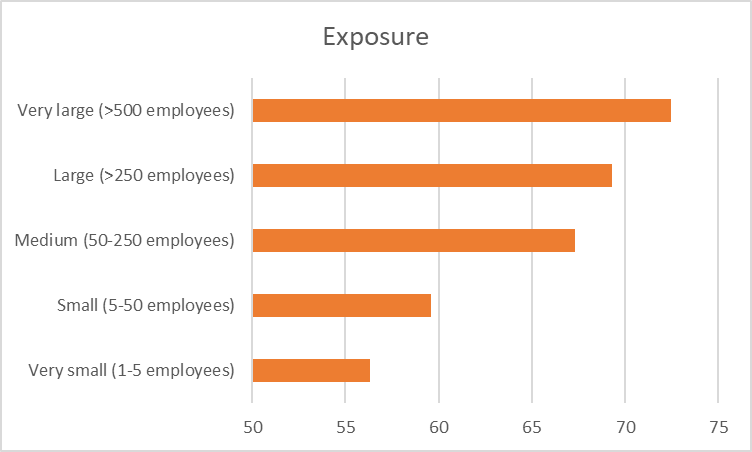 Exposure
Very large (>500 employees)
Large (>250 employees)
Medium (50-250 employees)
Small (5-50 employees)
Very small (1-5 employees)
50 55 60 65 70 75